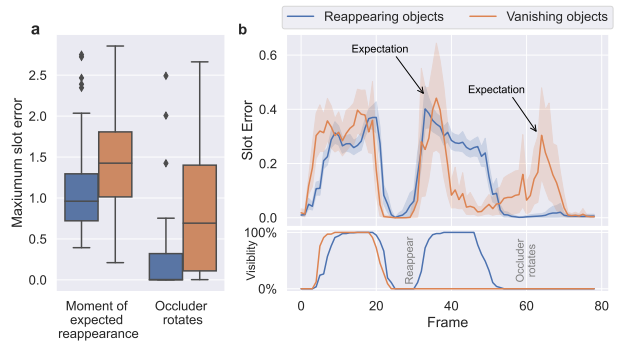 Reappearing objects
Vanishing objects
a
b
Maxiumum slot error
2.5
2.0
1.5
1.0
0.5
0.0
Moment of
expected
reappearance
Occluder
rotates
Slot Error
0.6
0.4
0.2
0.0
Expectation
Expectation
Visiblity
100%
0%
Reappear
Occluder
rotates
0
20
40
60
80
Frame